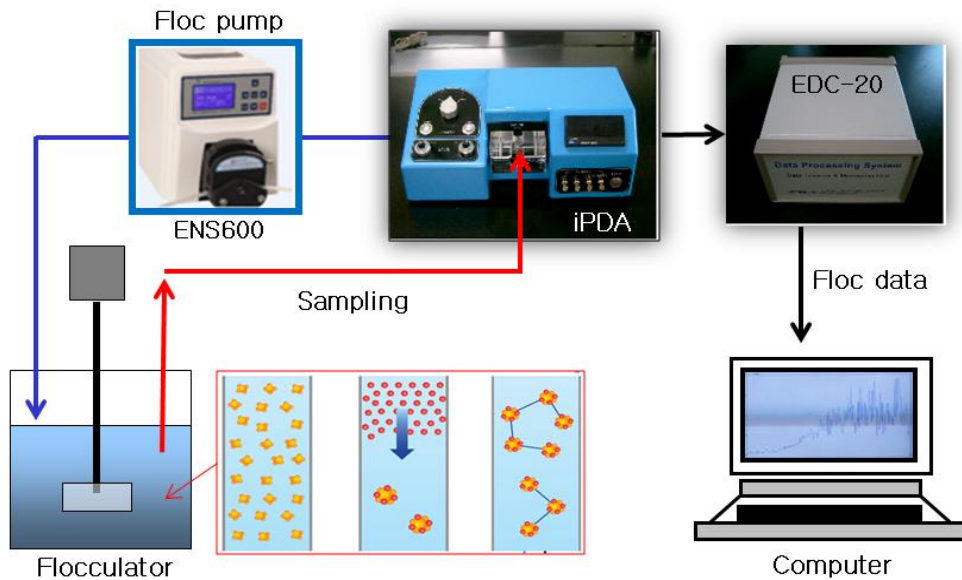 Floc pump
ENS600
iPDA
EDC-20
Data Processing System
Sampling
Floc data
Flocculator
Computer